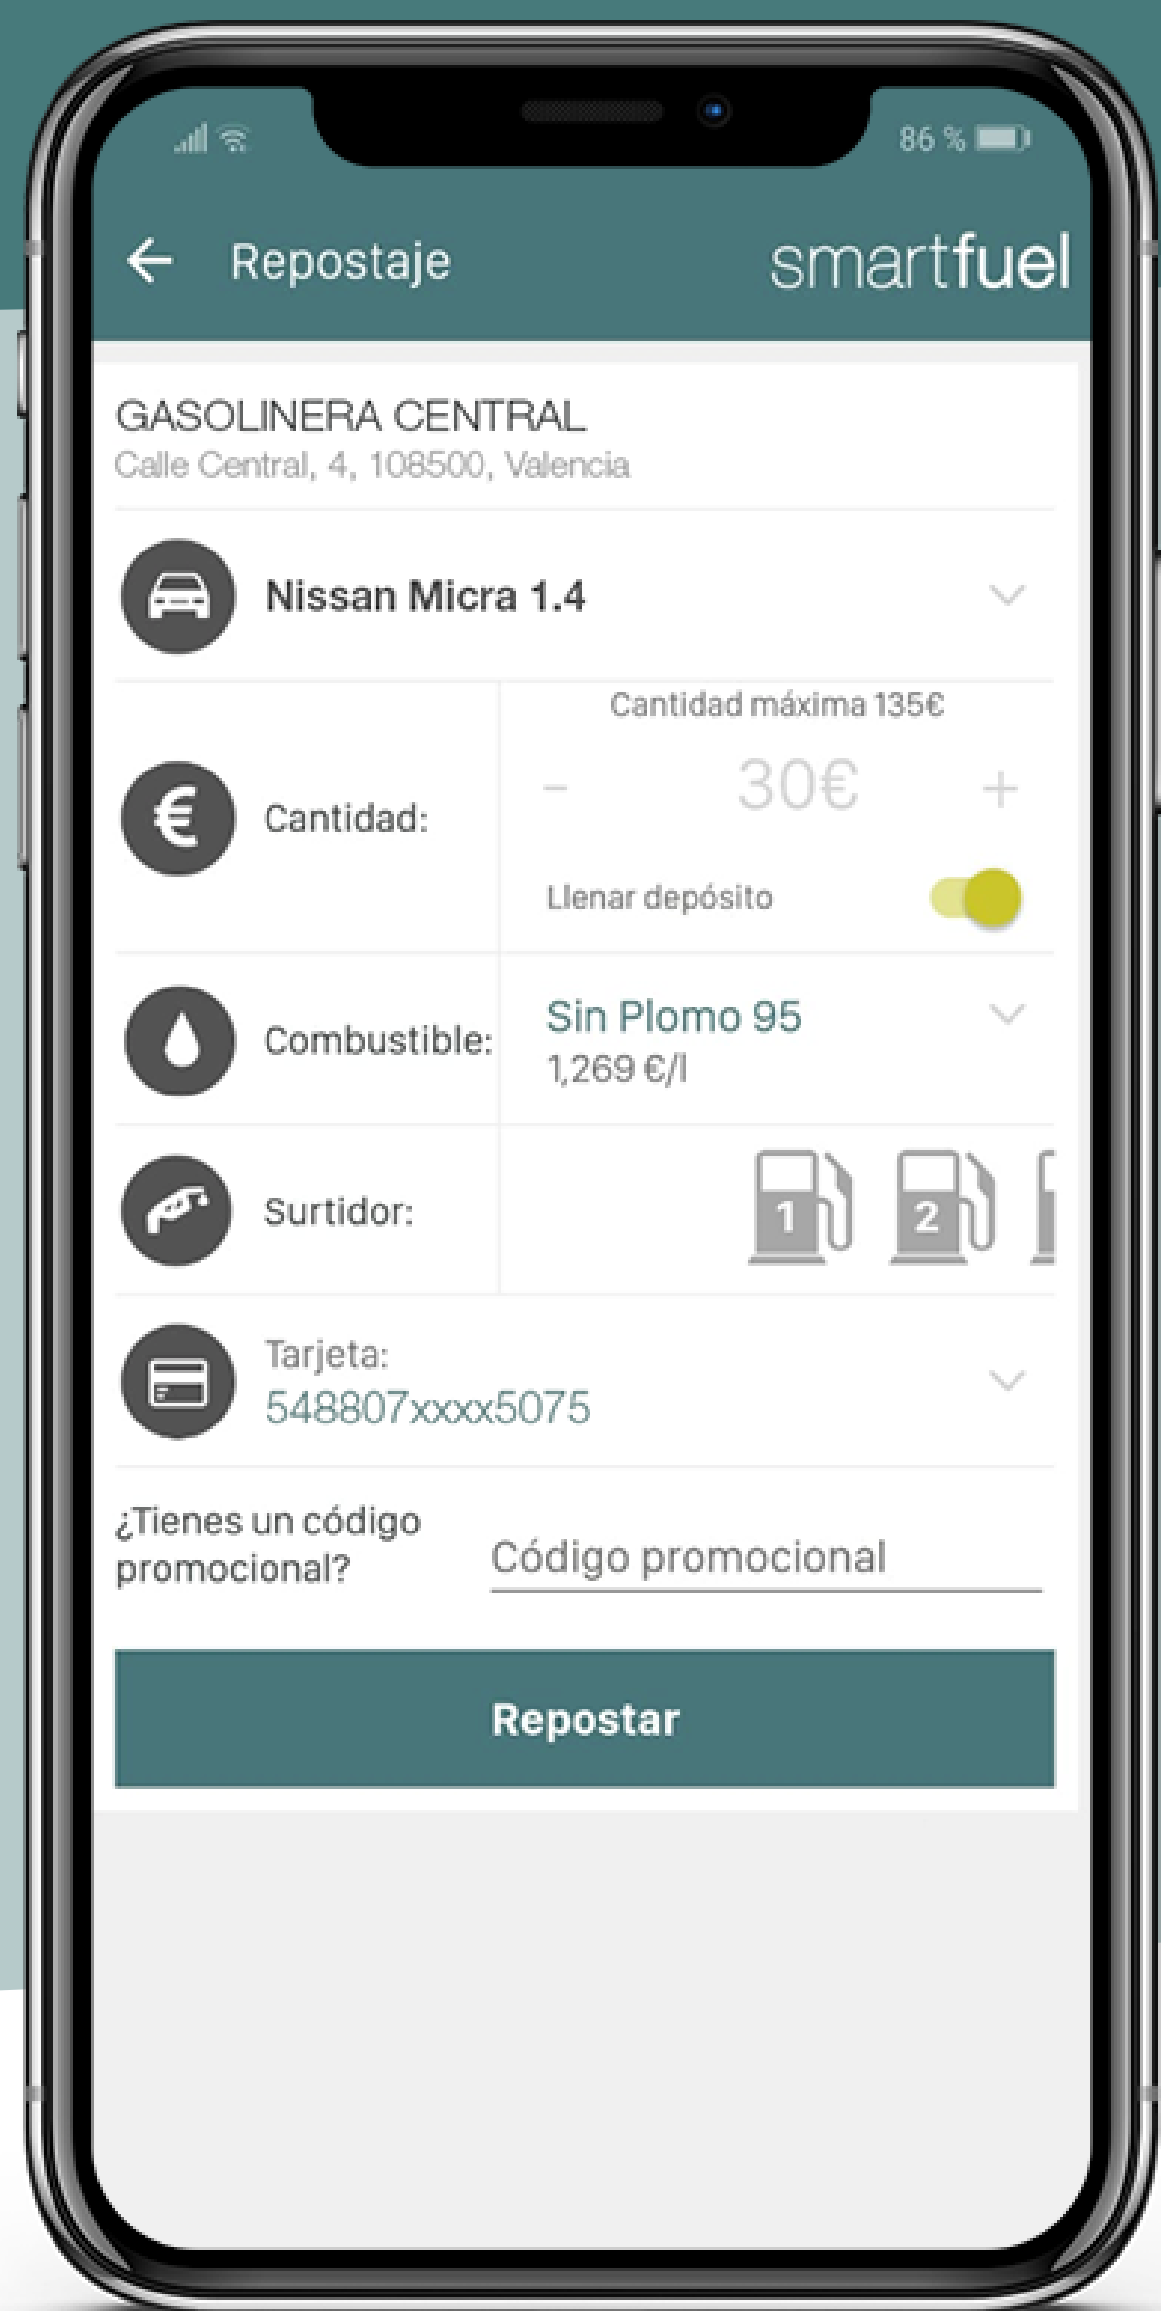 86 %
Repostaje
smartfuel
GASOLINERA CENTRAL
Calle Central, 4, 108500, Valencia
Nissan Micra 1.4
Cantidad máxima 135€
- 30€ +
Cantidad:
Llenar depósito
Combustible:
Sin Plomo 95
1,269 €/l
Surtidor:
1 2
Tarjeta:
548807xxxx5075
¿Tienes un código
promocional?
Código promocional
Repostar